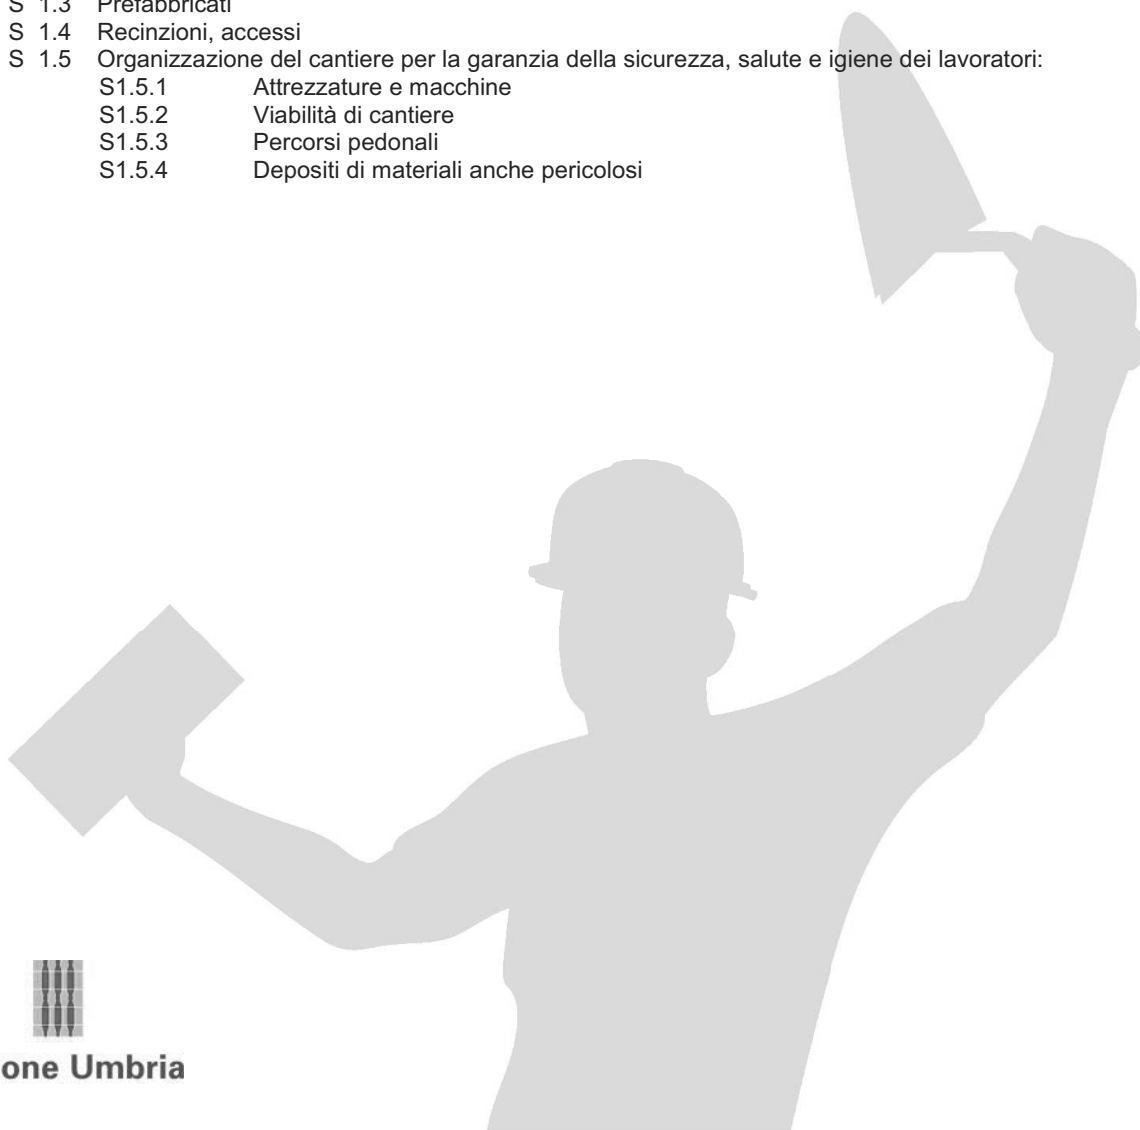 S 1.3 Prefabbricati
S 1.4 Recinzioni, accessi
S 1.5 Organizzazione del cantiere per la garanzia della sicurezza, salute e igiene dei lavoratori:
S1.5.1 Attrezzature e macchine
S1.5.2 Viabilità di cantiere
S1.5.3 Percorsi pedonali
S1.5.4 Depositi di materiali anche pericolosi
one Umbria